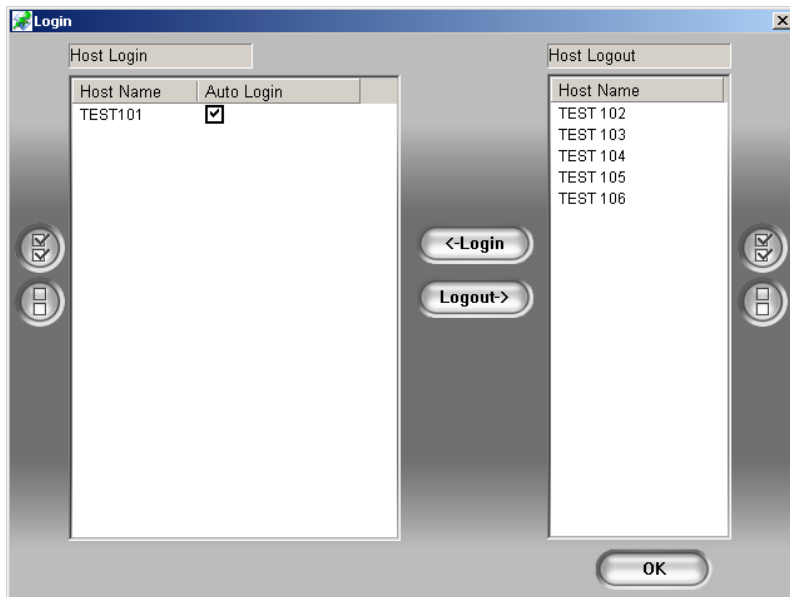 Login
Host Login
Host Logout
Host Name Auto Login
TEST101
Host Name
TEST 102
TEST 103
TEST 104
TEST 105
TEST 106
<-Login
Logout->
OK